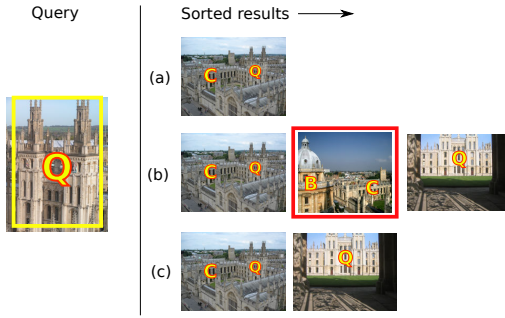 Query
Sorted results
Q
(a)
C Q
(b)
C Q
B C
Q
(c)
C Q
Q